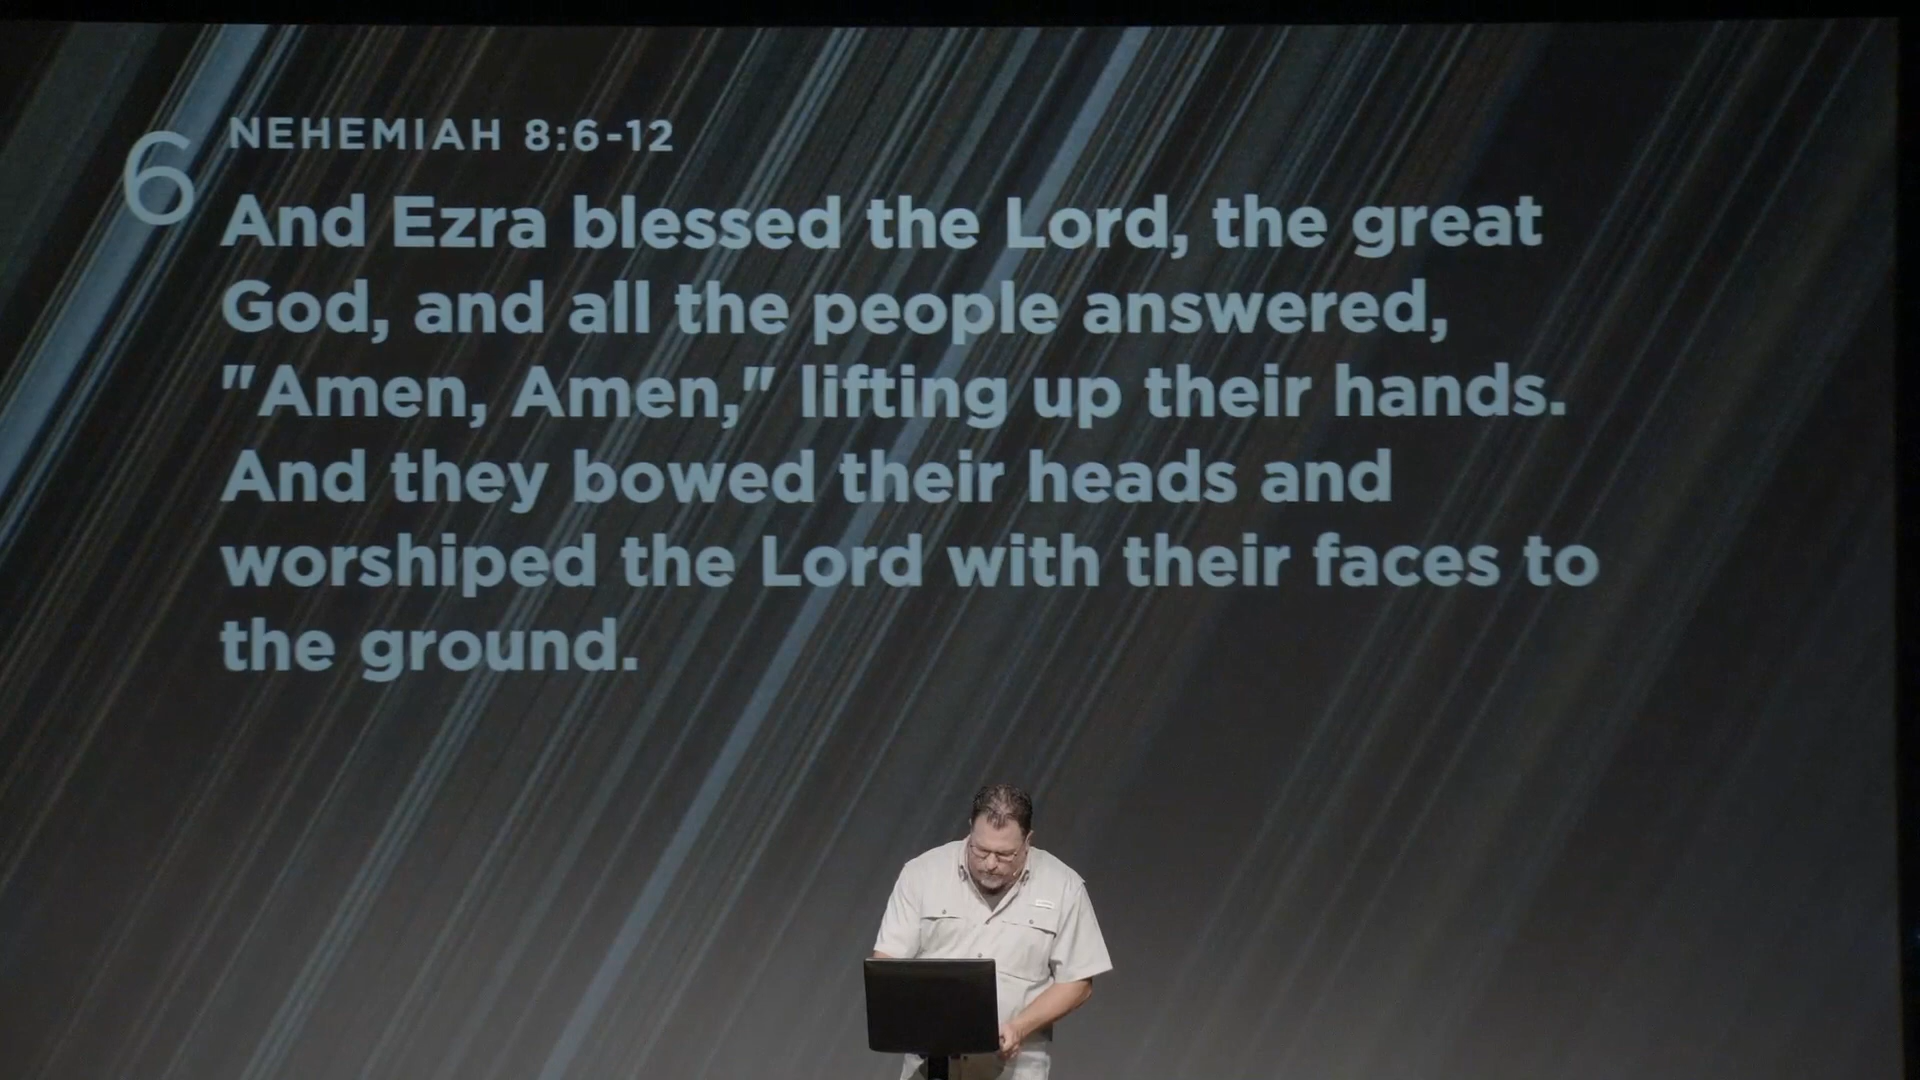 NEHEMIAH 8:6-12
6 And Ezra blessed the Lord, the great
God, and all the people answered,
"Amen, Amen," lifting up their hands.
And they bowed their heads and
worshiped the Lord with their faces to
the ground.